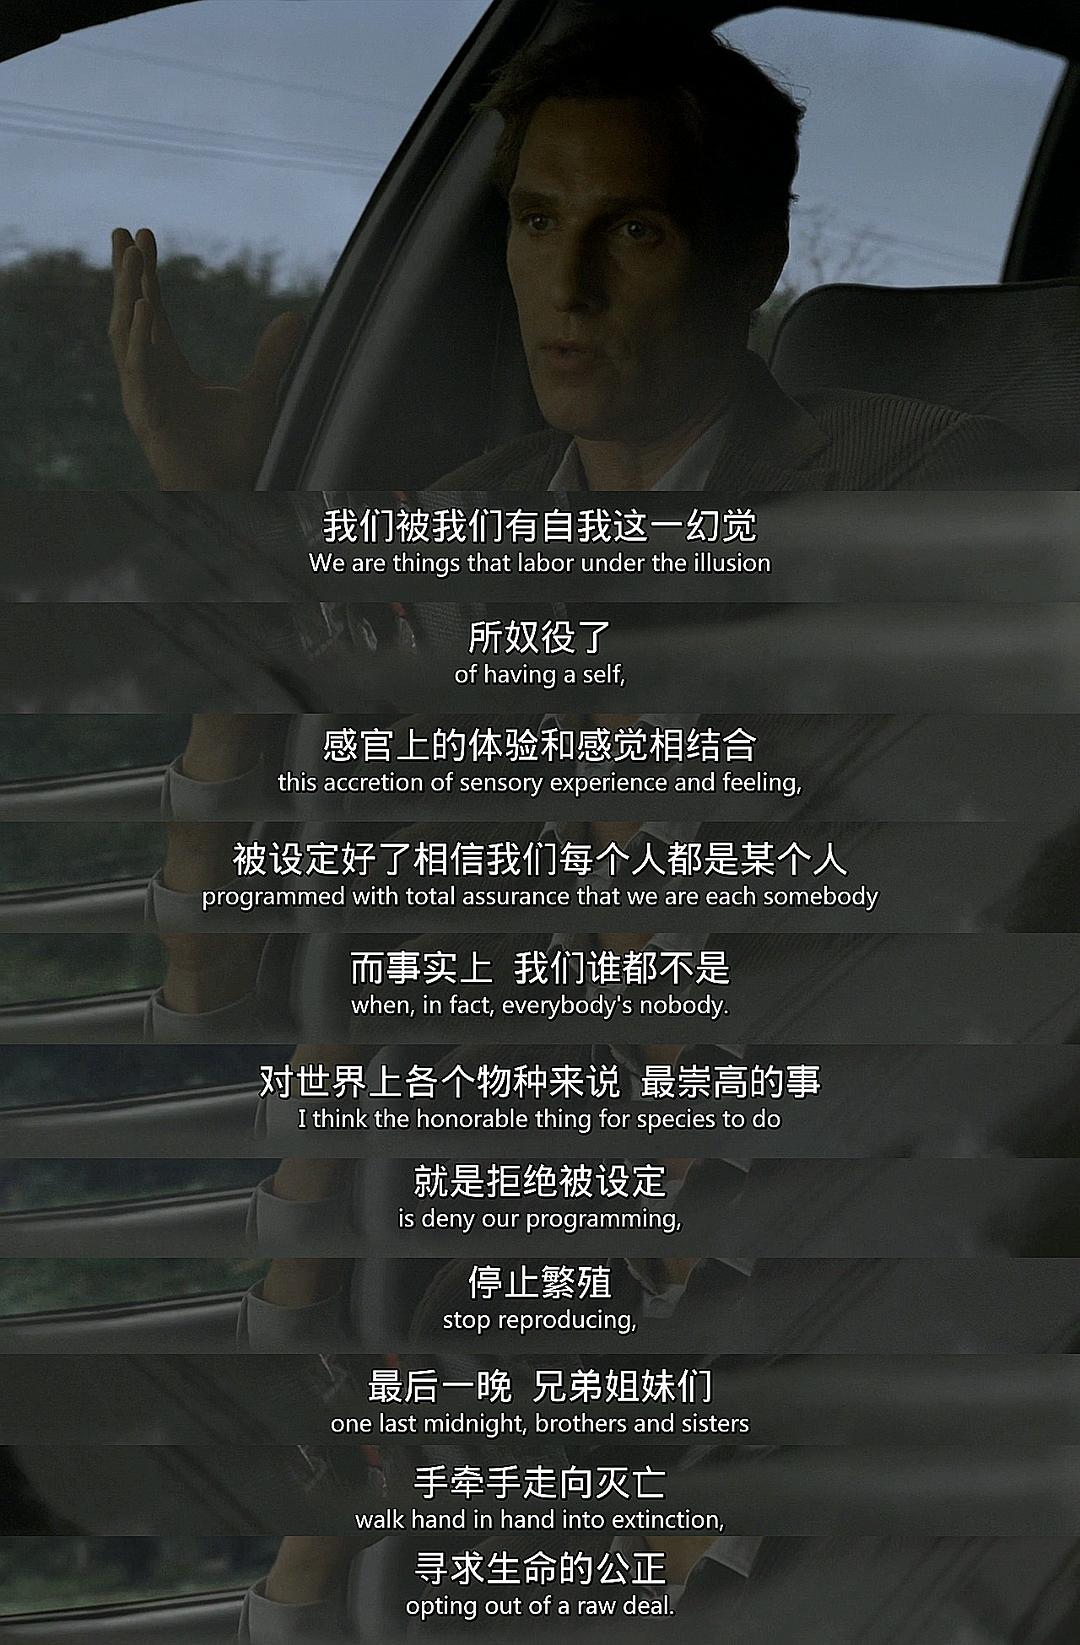 我们被我们有自我这一幻觉
We are things that labor under the illusion
所奴役了
of having a self,
感官上的体验和感觉相结合
this accretion of sensory experience and feeling,
被设定好了相信我们每个人都是某个人
programmed with total assurance that we are each somebody
而事实上 我们谁都不是
when, in fact, everybody's nobody.
对世界上各个物种来说 最崇高的事
I think the honorable thing for species to do
就是拒绝被设定
is deny our programming,
停止繁殖
stop reproducing,
最后一晚 兄弟姐妹们
one last midnight, brothers and sisters
手牵手走向灭亡
walk hand in hand into extinction,
寻求生命的公正
opting out of a raw deal.